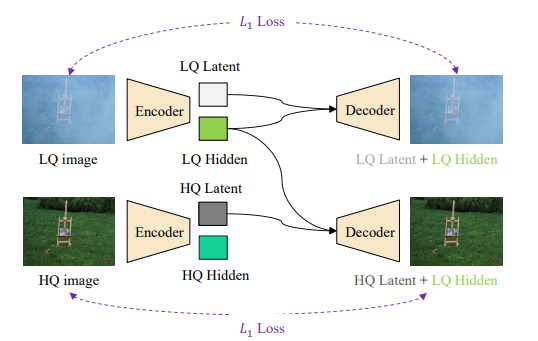 L₁ Loss
LQ Latent
Encoder
Decoder
LQ image
LQ Hidden
LQ Latent + LQ Hidden
HQ Latent
Encoder
Decoder
HQ image
HQ Hidden
HQ Latent + LQ Hidden
L₁ Loss